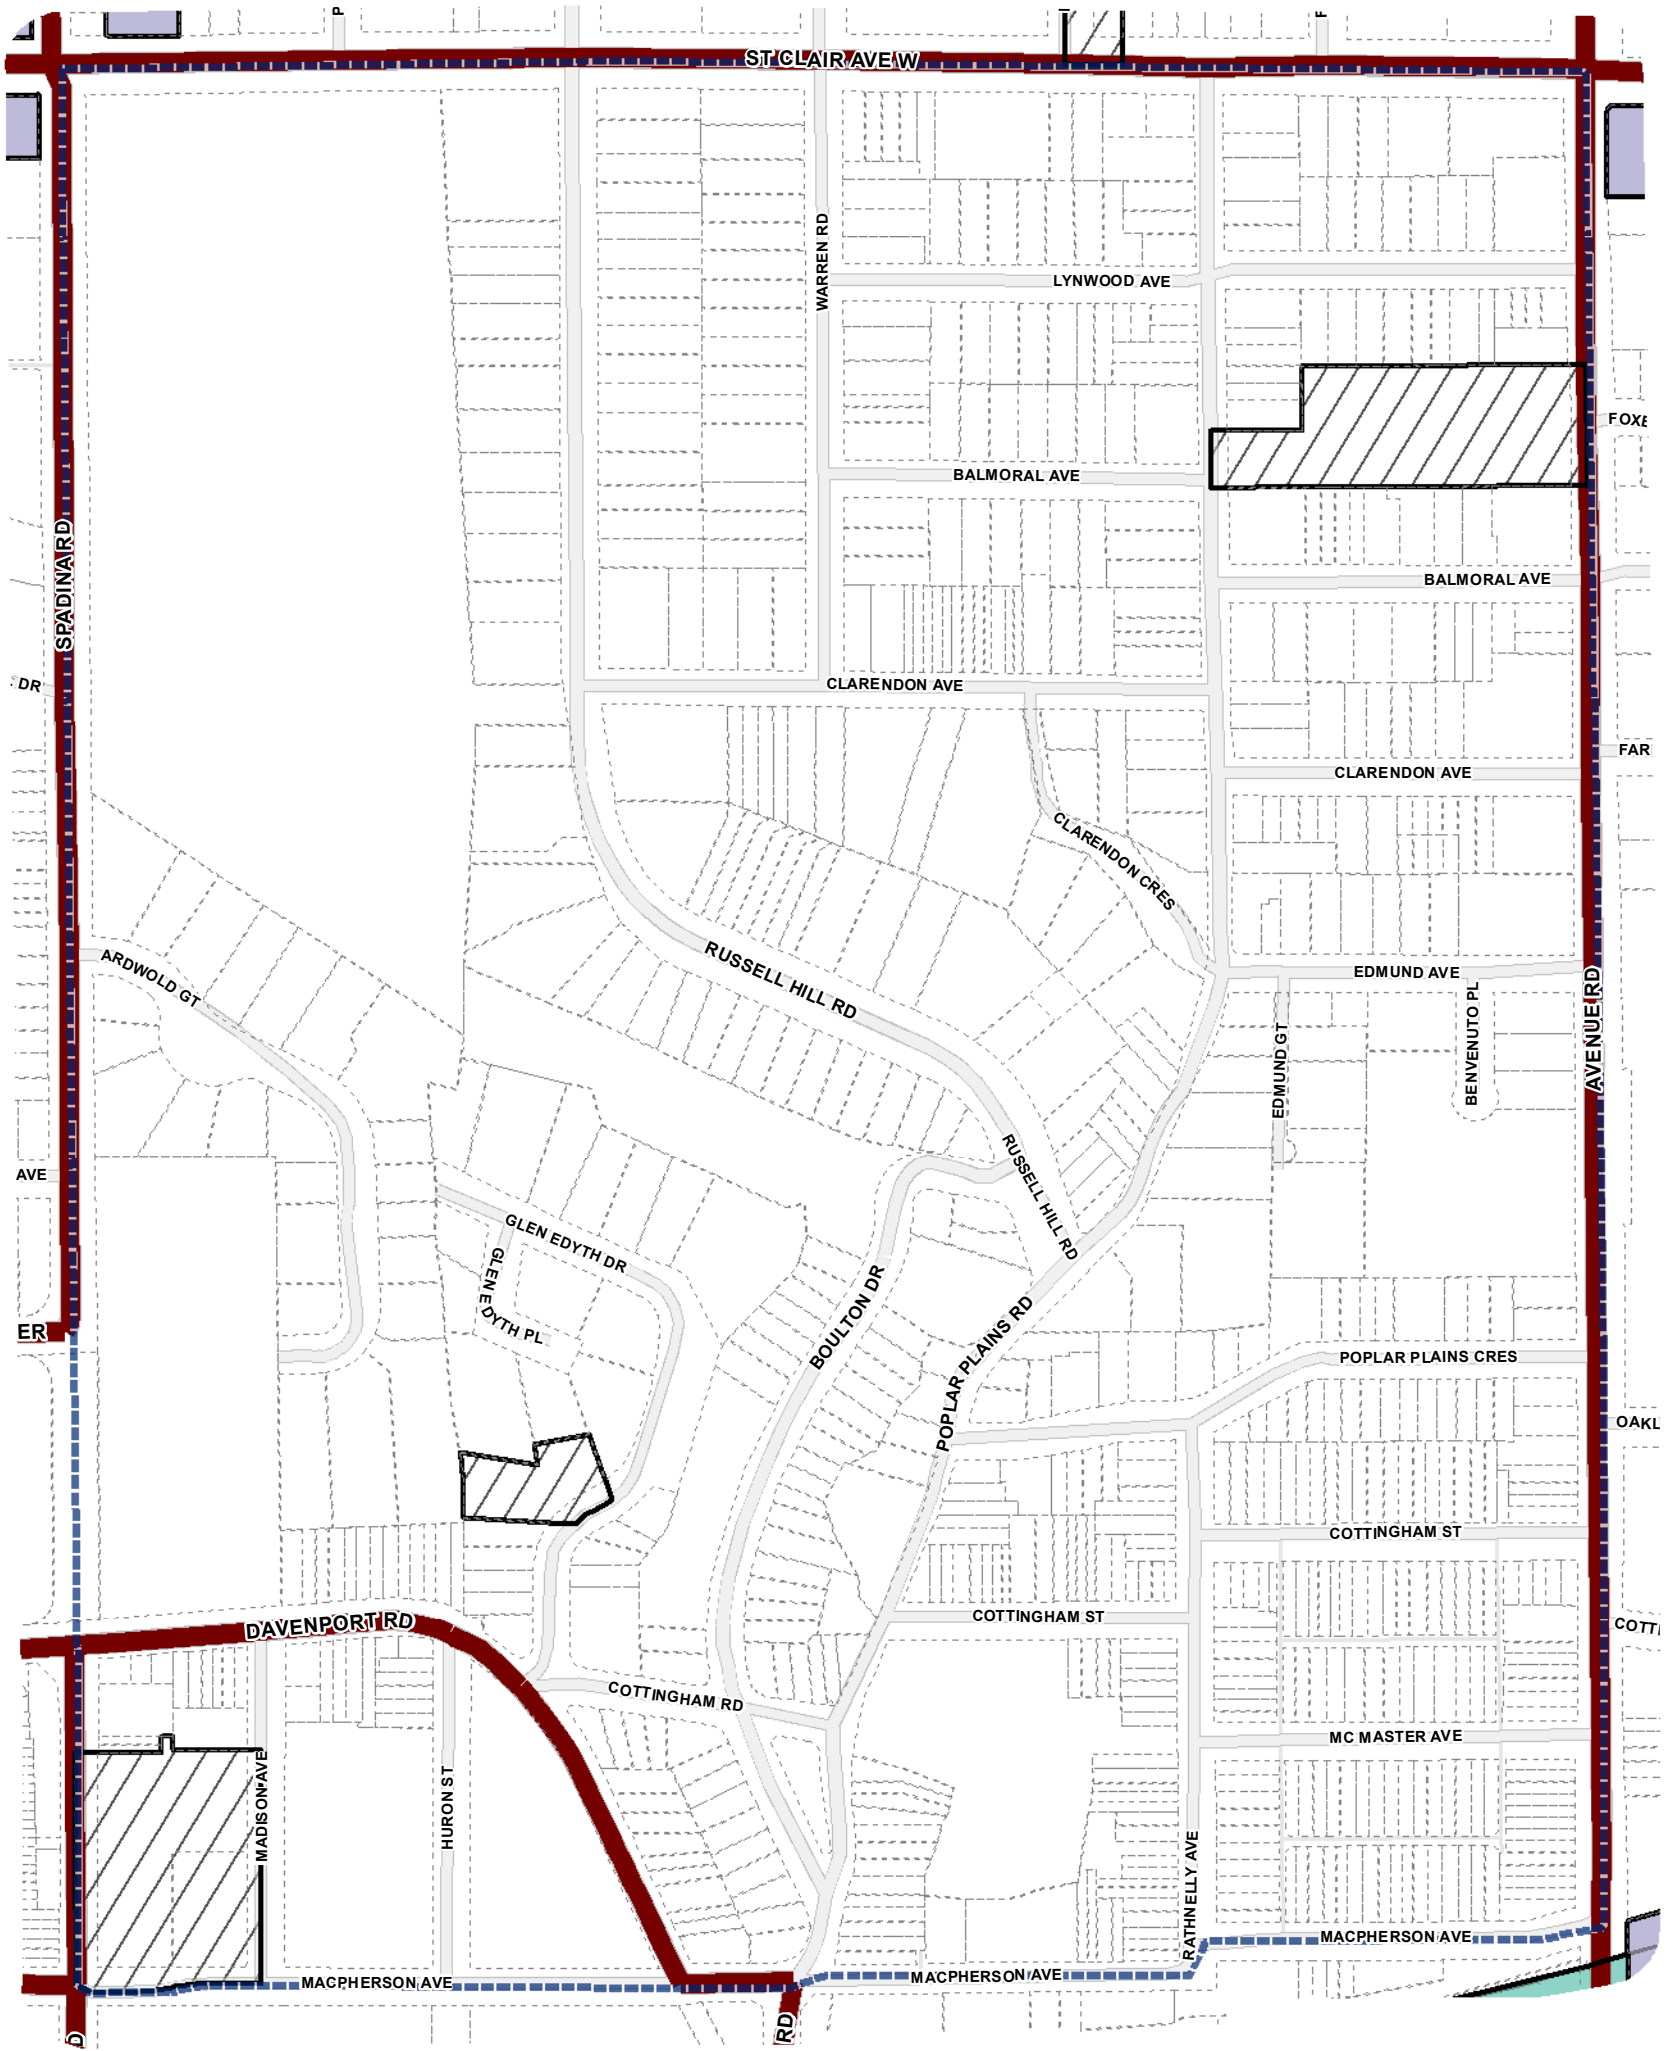 P
F
ST CLAIR AVE W
WARREN RD
LYNWOOD AVE
FOXE
BALMORAL AVE
SPADINA RD
BALMORAL AVE
DR
CLARENDON AVE
FAR
CLARENDON AVE
CLARENDON CRES
ARDWOLD GT
RUSSELL HILL RD
EDMUND AVE
BENVENUTO PL
AVENUE RD
EDMUND GT
AVE
RUSSELL HILL RD
GLEN EDYTH DR
GLEN EDYTH PL
BOULTON DR
POPLAR PLAINS RD
ER
POPLAR PLAINS CRES
OAKL
COTTINGHAM ST
DAVENPORT RD
COTTINGHAM ST
COTTI
COTTINGHAM RD
MC MASTER AVE
MADISON AVE
HURON ST
RATHNELLY AVE
MACPHERSON AVE
MACPHERSON AVE
MACPHERSON AVE
D
RD